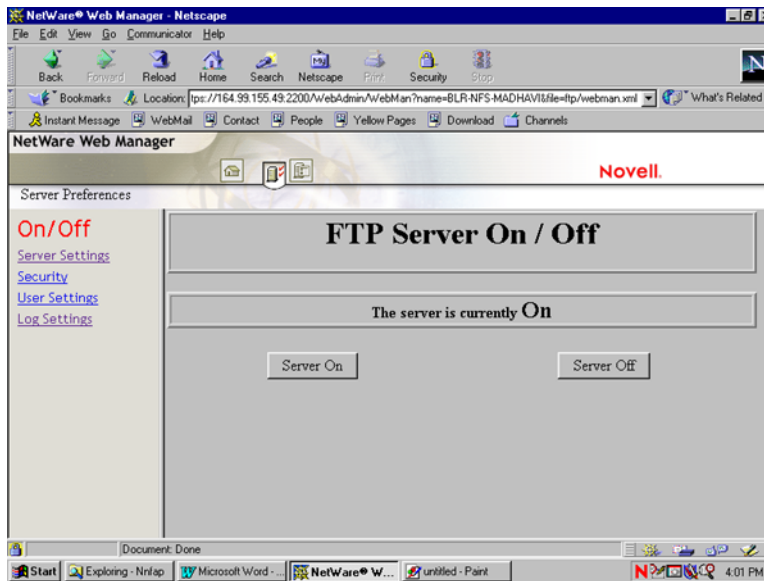 NetWare® Web Manager - Netscape
File Edit View Go Communicator Help
Back Forward Reload Home Search Netscape Print Security Stop
Bookmarks Location: tps://164.99.155.49:2200/WebAdmin/WebMan?name=BLR-NFS-MADHAVI&file=ftp/webman.xml What's Related
Instant Message WebMail Contact People Yellow Pages Download Channels
NetWare Web Manager
Novell.
Server Preferences
On/Off
Server Settings
Security
User Settings
Log Settings
FTP Server On / Off
The server is currently On
Server On Server Off
Document: Done
Start Exploring - Nnfap Microsoft Word - ... NetWare® W... untitled - Paint 4:01 PM